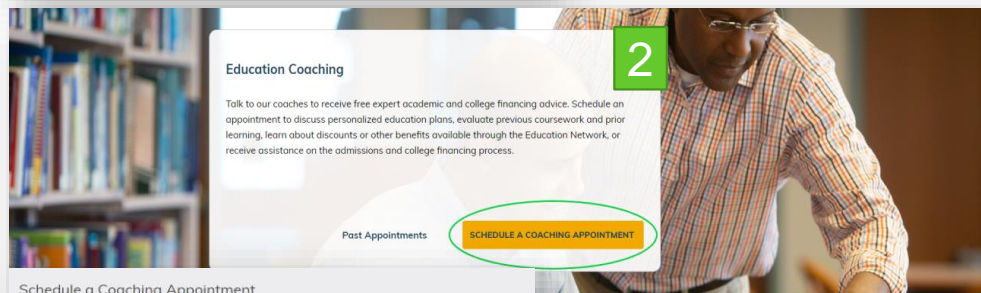 2
Education Coaching
Talk to our coaches to receive free expert academic and college financing advice. Schedule an
appointment to discuss personalized education plans, evaluate previous coursework and prior
learning, learn about discounts or other benefits available through the Education Network, or
receive assistance on the admissions and college financing process.
Past Appointments SCHEDULE A COACHING APPOINTMENT
Schedule a Coaching Appointment